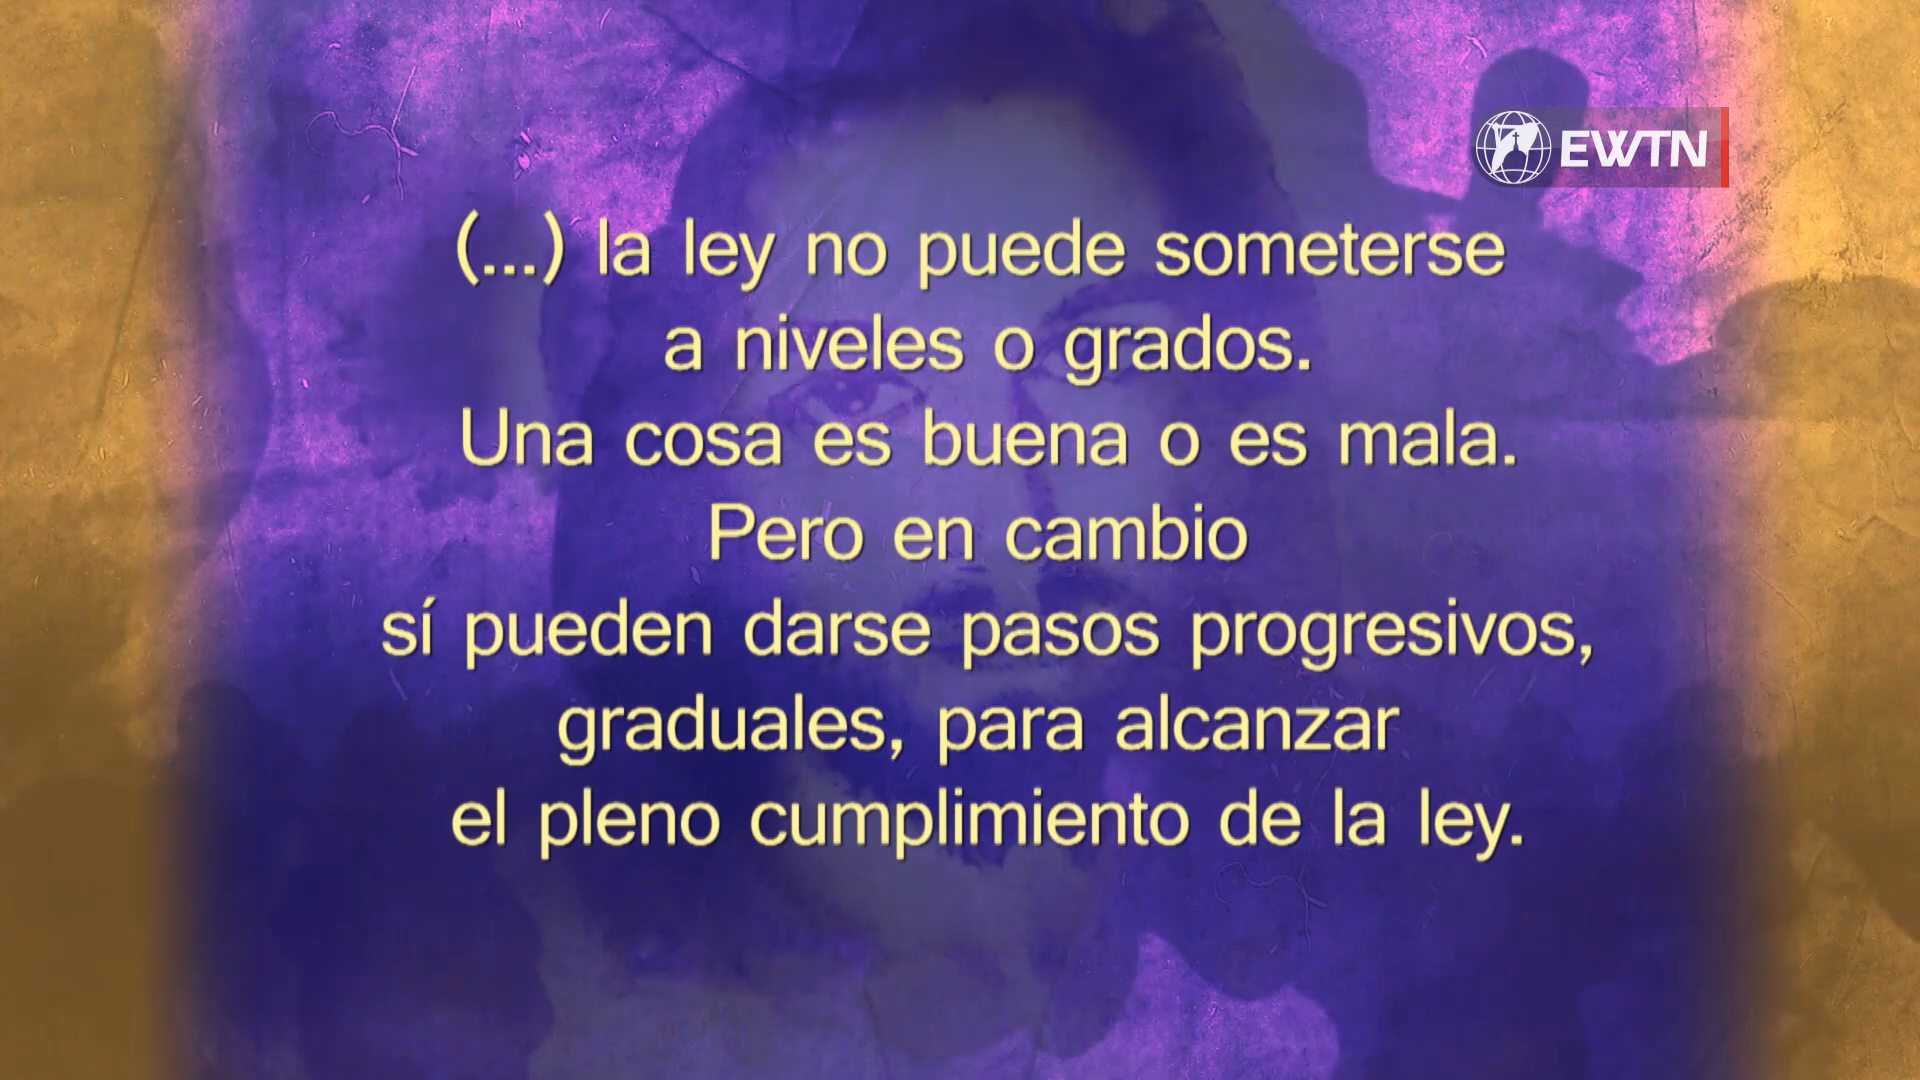 EWTN
(...) la ley no puede someterse
a niveles o grados.
Una cosa es buena o es mala.
Pero en cambio
sí pueden darse pasos progresivos,
graduales, para alcanzar
el pleno cumplimiento de la ley.